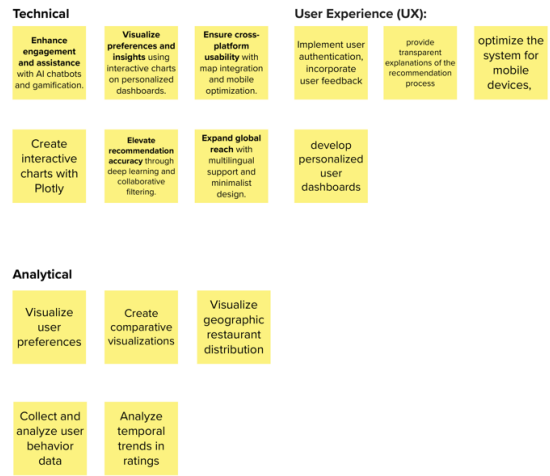 Technical
Enhance
engagement
and assistance
with AI chatbots
and gamification.
Visualize
preferences and
insights using
interactive charts
on personalized
dashboards.
Ensure cross-
platform
usability with
map integration
and mobile
optimization.
Create
interactive
charts with
Plotly
Elevate
recommendation
accuracy through
deep learning and
collaborative
filtering.
Expand global
reach with
multilingual
support and
minimalist
design.
User Experience (UX):
Implement user
authentication,
incorporate
user feedback
provide
transparent
explanations of the
recommendation
process
optimize the
system for
mobile
devices,
develop
personalized
user
dashboards
Analytical
Visualize
user
preferences
Create
comparative
visualizations
Visualize
geographic
restaurant
distribution
Collect and
analyze user
behavior
data
Analyze
temporal
trends in
ratings